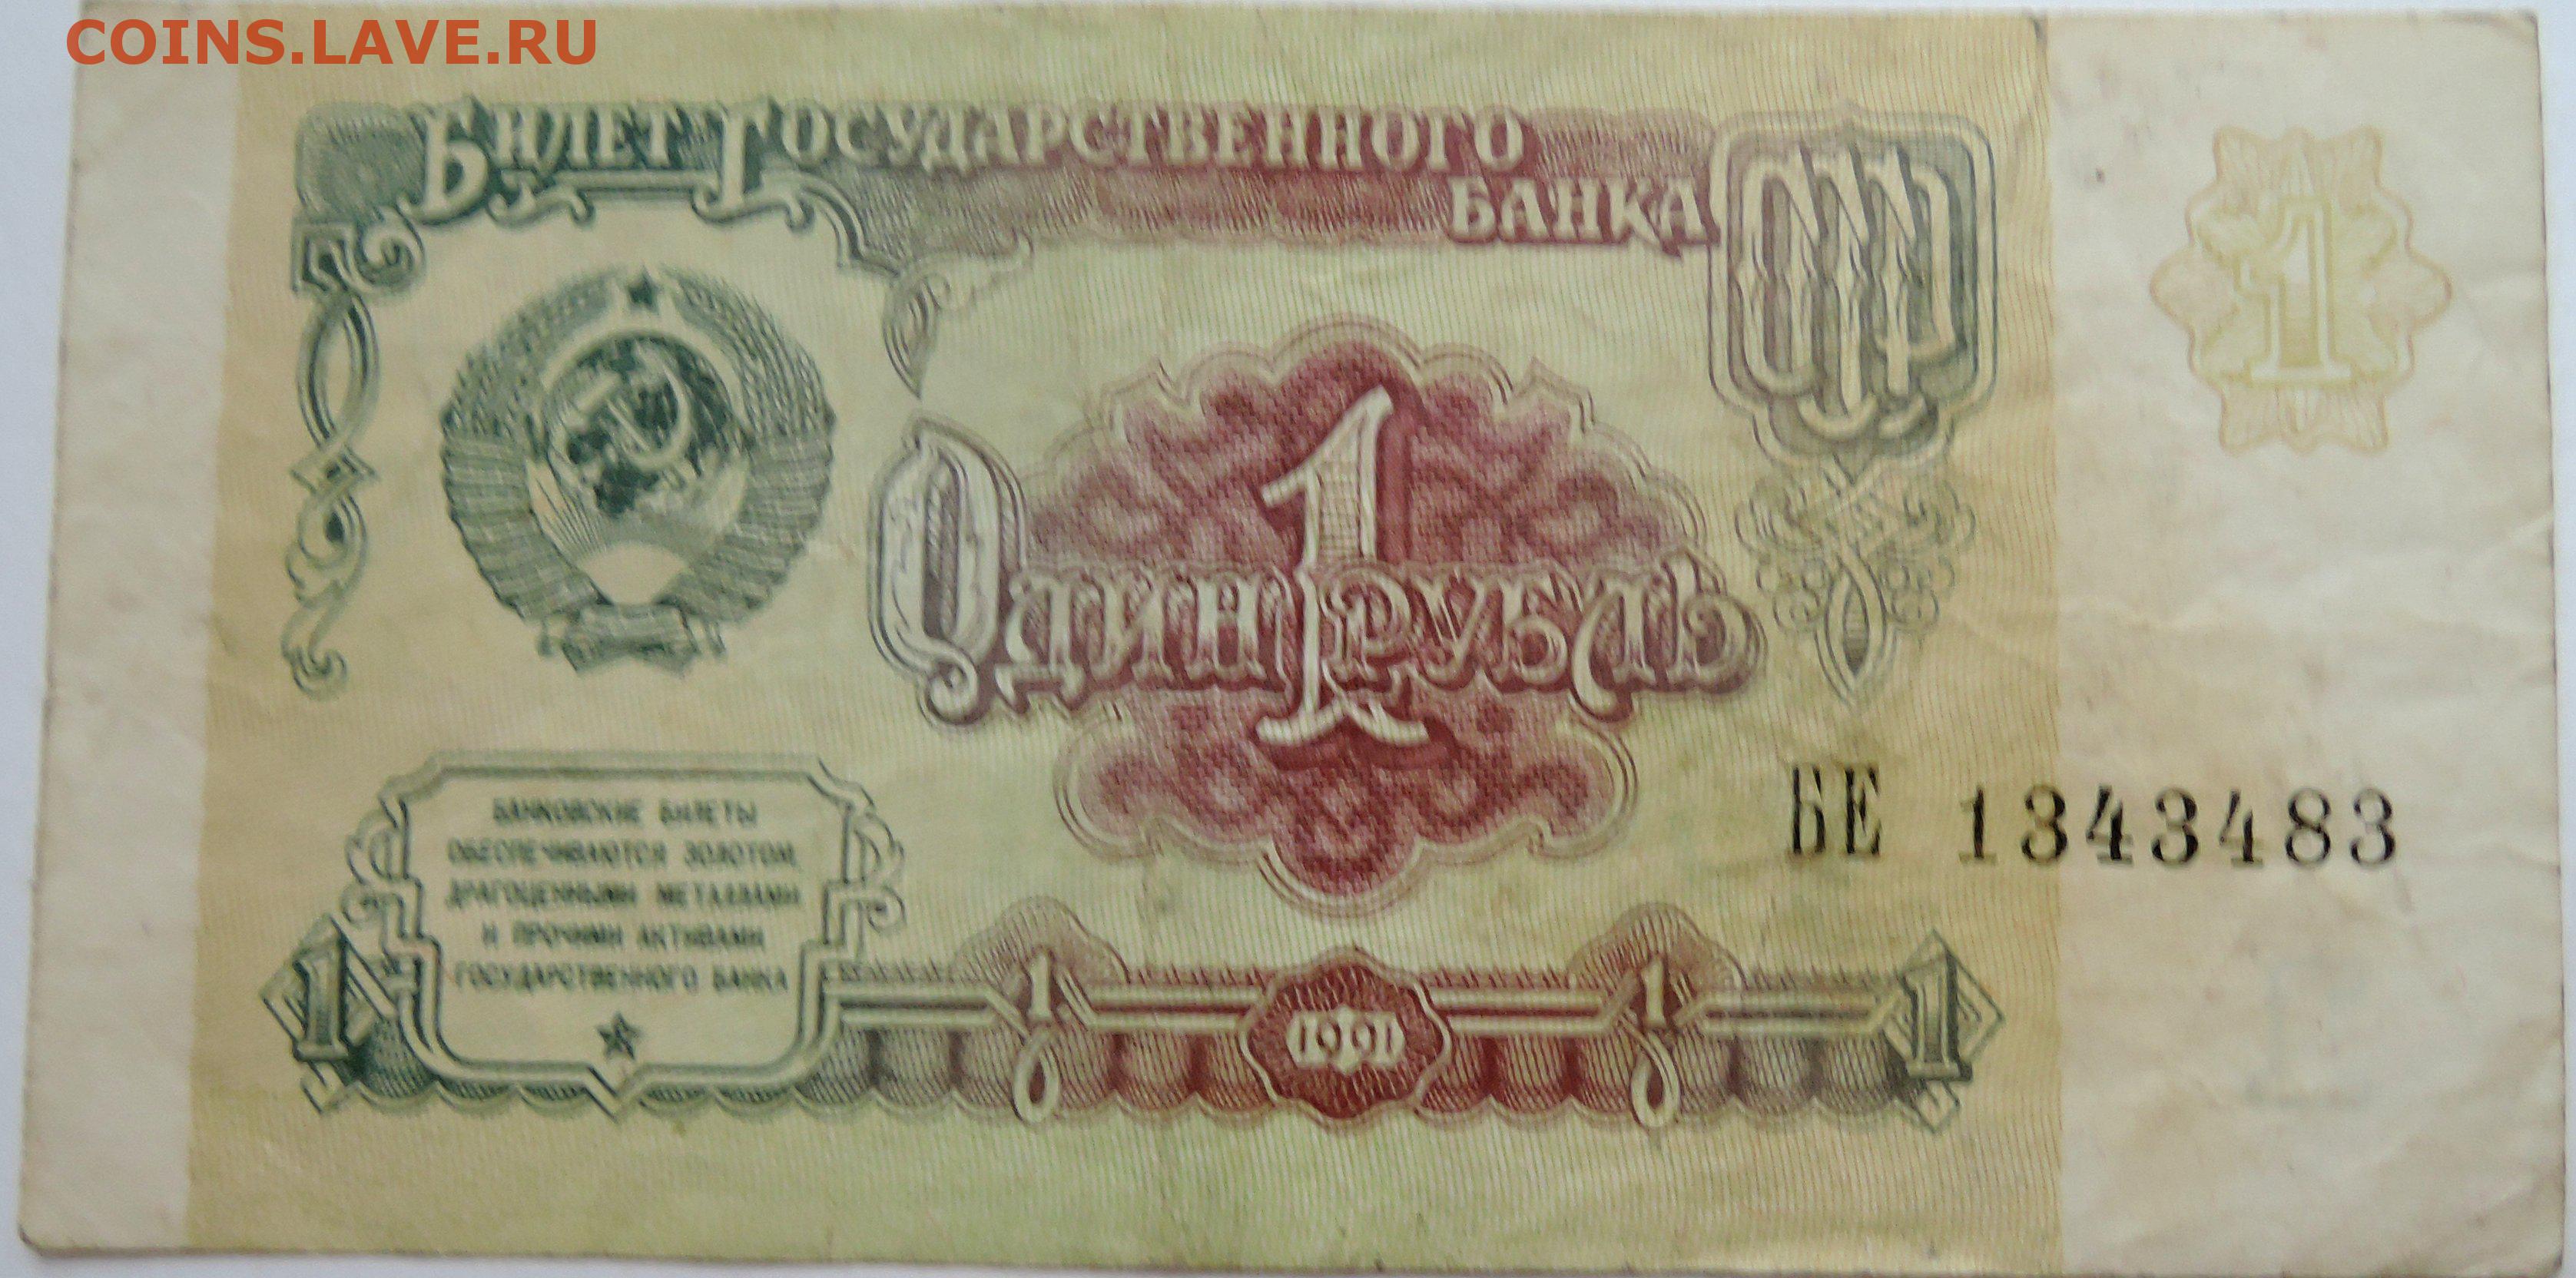 COINS.LAVE.RU
БИЛЕТ ГОСУДАРСТВЕННОГО
БАНКА
СССР
1
1
ОДИН РУБЛЬ
БЕ 1343483
БАНКОВСКИЕ БИЛЕТЫ
ОБЕСПЕЧИВАЮТСЯ ЗОЛОТОМ,
ДРАГОЦЕННЫМИ МЕТАЛЛАМИ
И ПРОЧИМИ АКТИВАМИ
ГОСУДАРСТВЕННОГО БАНКА
1 1 1991 1 1